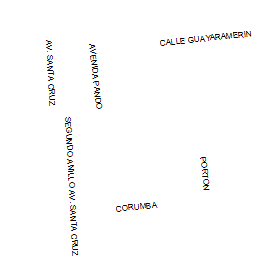 CALLE GUAYARAMERIN
AV. SANTA CRUZ
AVENIDA PANDO
SEGUNDO ANILLO AV. SANTA CRUZ
PORTON
CORUMBA